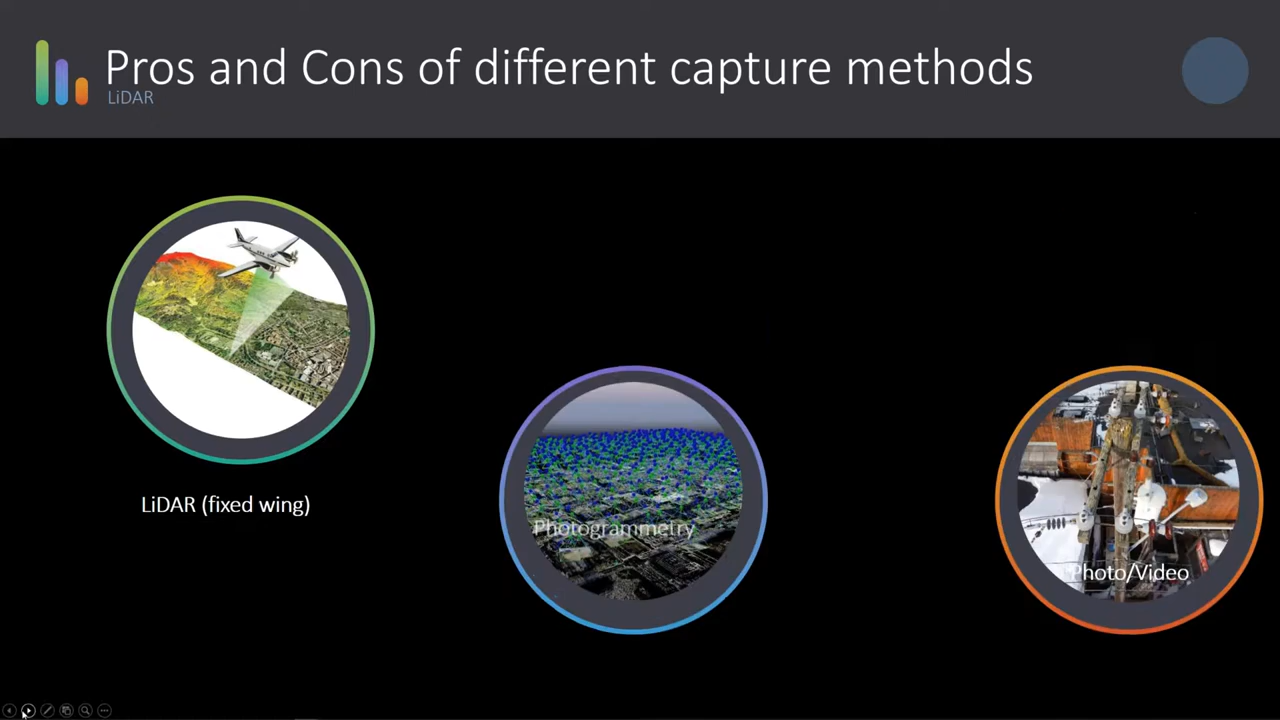 Pros and Cons of different capture methods
LiDAR
LiDAR (fixed wing)
Photogrammetry
Photo/Video